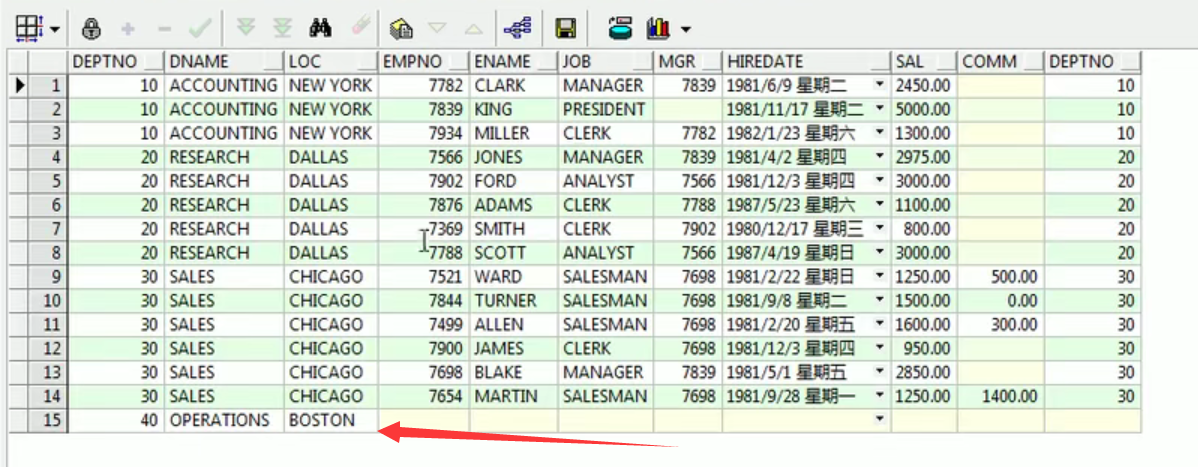 DEPTNO DNAME LOC EMPNO ENAME JOB MGR HIREDATE SAL COMM DEPTNO
1 10 ACCOUNTING NEW YORK 7782 CLARK MANAGER 7839 1981/6/9 星期二 2450.00 10
2 10 ACCOUNTING NEW YORK 7839 KING PRESIDENT 1981/11/17 星期二 5000.00 10
3 10 ACCOUNTING NEW YORK 7934 MILLER CLERK 7782 1982/1/23 星期六 1300.00 10
4 20 RESEARCH DALLAS 7566 JONES MANAGER 7839 1981/4/2 星期四 2975.00 20
5 20 RESEARCH DALLAS 7902 FORD ANALYST 7566 1981/12/3 星期四 3000.00 20
6 20 RESEARCH DALLAS 7876 ADAMS CLERK 7788 1987/5/23 星期六 1100.00 20
7 20 RESEARCH DALLAS 7369 SMITH CLERK 7902 1980/12/17 星期三 800.00 20
8 20 RESEARCH DALLAS 7788 SCOTT ANALYST 7566 1987/4/19 星期日 3000.00 20
9 30 SALES CHICAGO 7521 WARD SALESMAN 7698 1981/2/22 星期日 1250.00 500.00 30
10 30 SALES CHICAGO 7844 TURNER SALESMAN 7698 1981/9/8 星期二 1500.00 0.00 30
11 30 SALES CHICAGO 7499 ALLEN SALESMAN 7698 1981/2/20 星期五 1600.00 300.00 30
12 30 SALES CHICAGO 7900 JAMES CLERK 7698 1981/12/3 星期四 950.00 30
13 30 SALES CHICAGO 7698 BLAKE MANAGER 7839 1981/5/1 星期五 2850.00 30
14 30 SALES CHICAGO 7654 MARTIN SALESMAN 7698 1981/9/28 星期一 1250.00 1400.00 30
15 40 OPERATIONS BOSTON